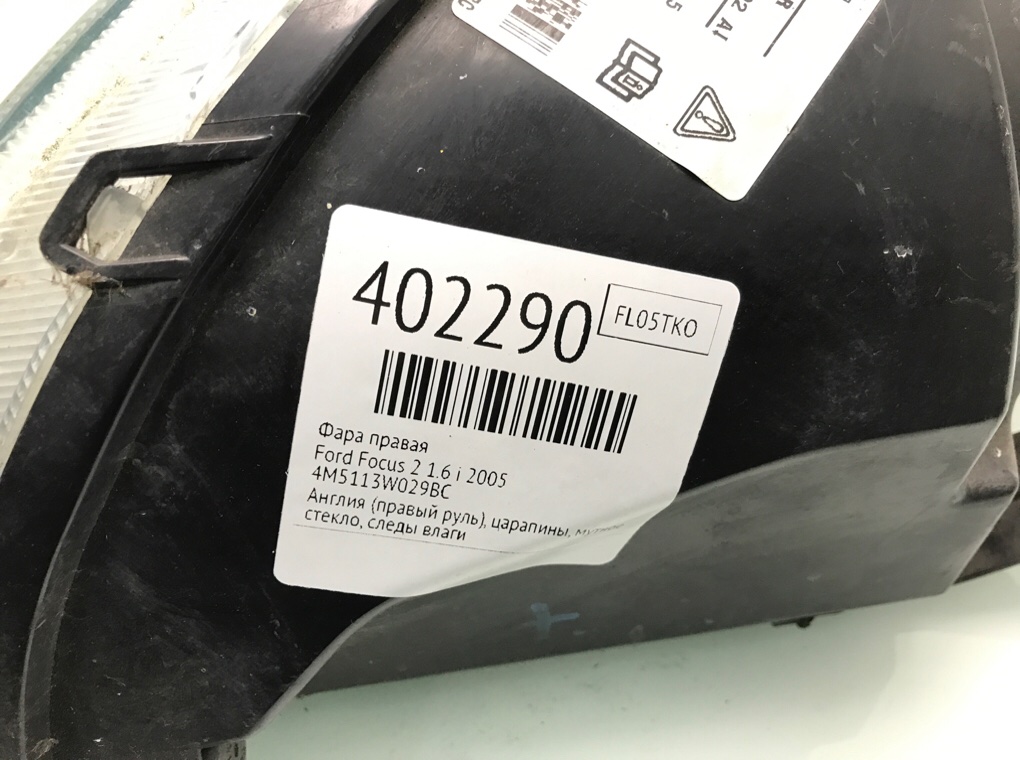 402290
FL05TKO
Фара правая
Ford Focus 2 1.6 i 2005
4M5113W029BC
Англия (правый руль), царапины,
стекло, следы влаги